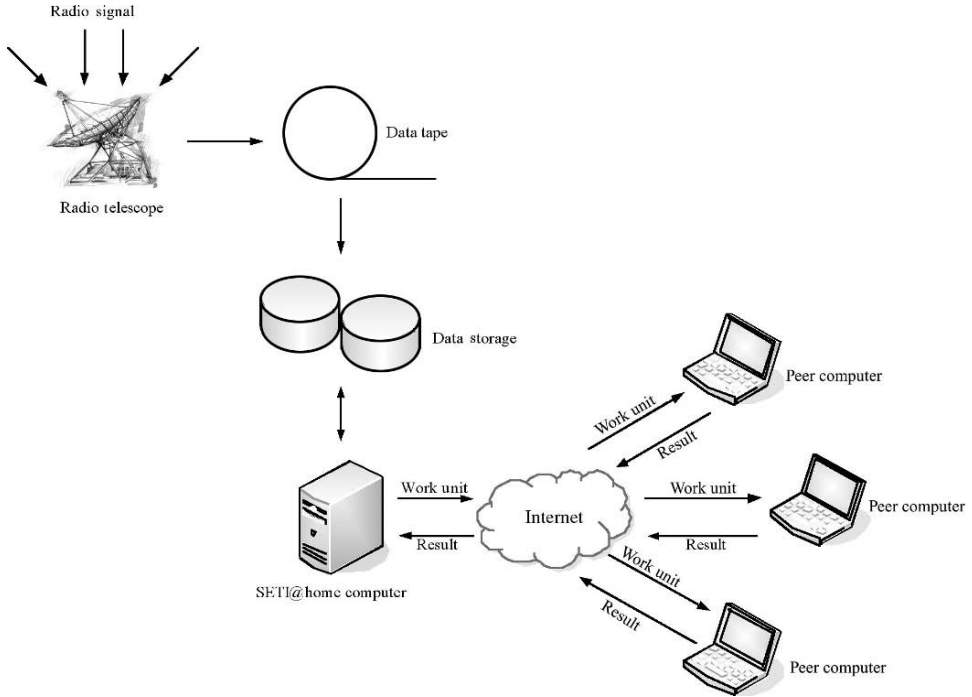 Radio signal
Data tape
Radio telescope
Data storage
Peer computer
Work unit
Result
Work unit
Work unit
Peer computer
Internet
Result
Result
SETI@home computer
Work unit
Result
Peer computer